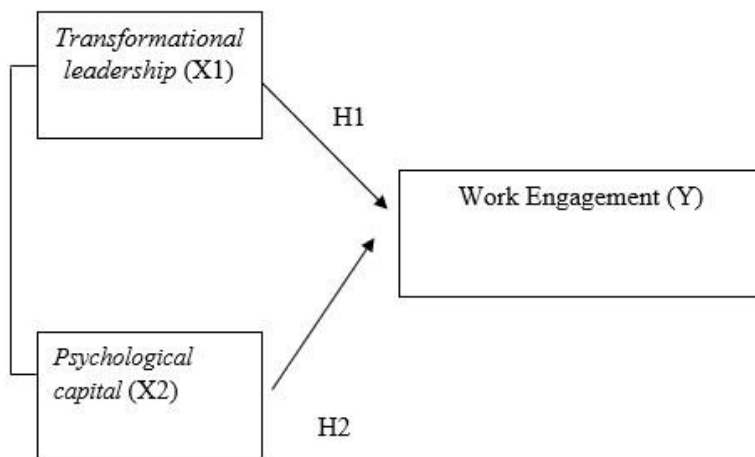 Transformational
leadership (X1)
H1
Work Engagement (Y)
Psychological
capital (X2)
H2